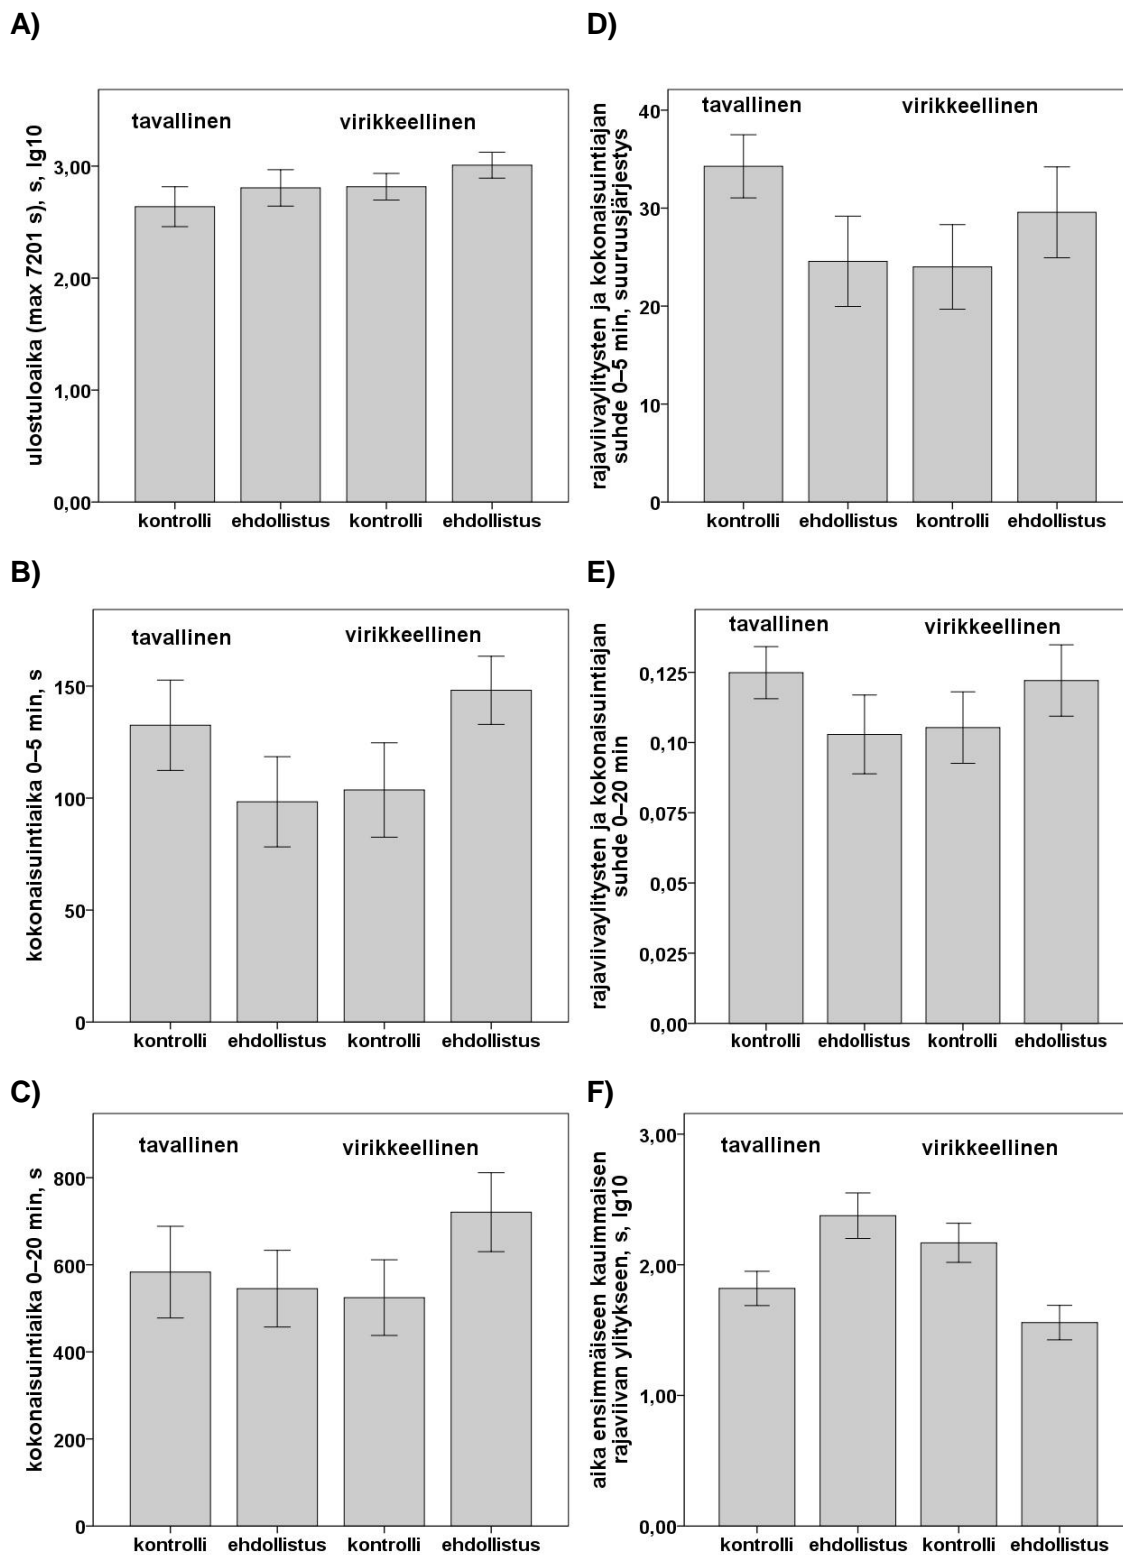 A)
ulostuloaika (max 7201 s), s, lg10
tavallinen virikkeellinen
3,00
2,00
1,00
0,00
kontrolli ehdollistus kontrolli ehdollistus
B)
kokonaisuintiaika 0–5 min, s
tavallinen virikkeellinen
150
100
50
0
kontrolli ehdollistus kontrolli ehdollistus
C)
kokonaisuintiaika 0–20 min, s
tavallinen virikkeellinen
800
600
400
200
0
kontrolli ehdollistus kontrolli ehdollistus
D)
rajaviivaylitysten ja kokonaisuintiajan
suhde 0–5 min, suuruusjärjestys
tavallinen virikkeellinen
40
30
20
10
0
kontrolli ehdollistus kontrolli ehdollistus
E)
rajaviivaylitysten ja kokonaisuintiajan
suhde 0–20 min
tavallinen virikkeellinen
0,125
0,10
0,075
0,05
0,025
0,00
kontrolli ehdollistus kontrolli ehdollistus
F)
aika ensimmäiseen kauimmaisen
rajaviivan ylitykseen, s, lg10
tavallinen virikkeellinen
3,00
2,00
1,00
0,00
kontrolli ehdollistus kontrolli ehdollistus